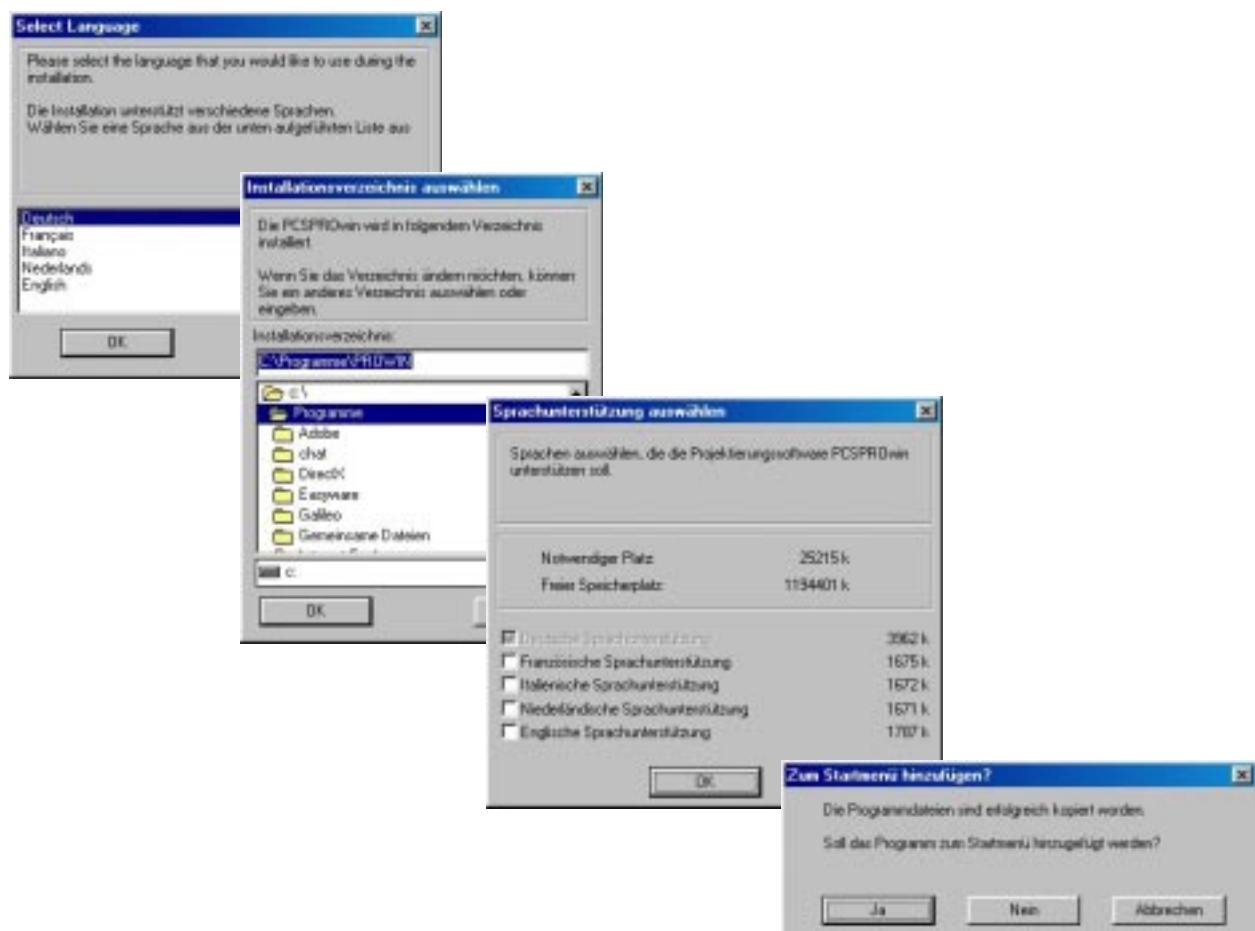 Select Language
Please select the language that you would like to use during the
installation.
Die Installation unterstützt verschiedene Sprachen.
Wählen Sie eine Sprache aus der unten aufgeführten Liste aus
Deutsch
Français
Italiano
Nederlands
English
OK
Installationsverzeichnis auswählen
Die PCSPROwin wird in folgendem Verzeichnis
installiert
Wenn Sie das Verzeichnis ändern möchten, können
Sie ein anderes Verzeichnis auswählen oder
eingeben.
Installationsverzeichnis:
C:\Programme\PROWIN
c:\
Programme
Adobe
chat
DirectX
Easyware
Galileo
Gemeinsame Dateien
c:
OK
Sprachunterstützung auswählen
Sprachen auswählen, die die Projektierungssoftware PCSPROwin
unterstützen soll.
Notwendiger Platz: 25215 k
Freier Speicherplatz: 1194401 k
Deutsche Sprachunterstützung 3962 k
Französische Sprachunterstützung 1675 k
Italienische Sprachunterstützung 1672 k
Niederländische Sprachunterstützung 1671 k
Englische Sprachunterstützung 1707 k
OK
Zum Startmenü hinzufügen?
Die Programmdateien sind erfolgreich kopiert worden.
Soll das Programm zum Startmenü hinzugefügt werden?
Ja Nein Abbrechen